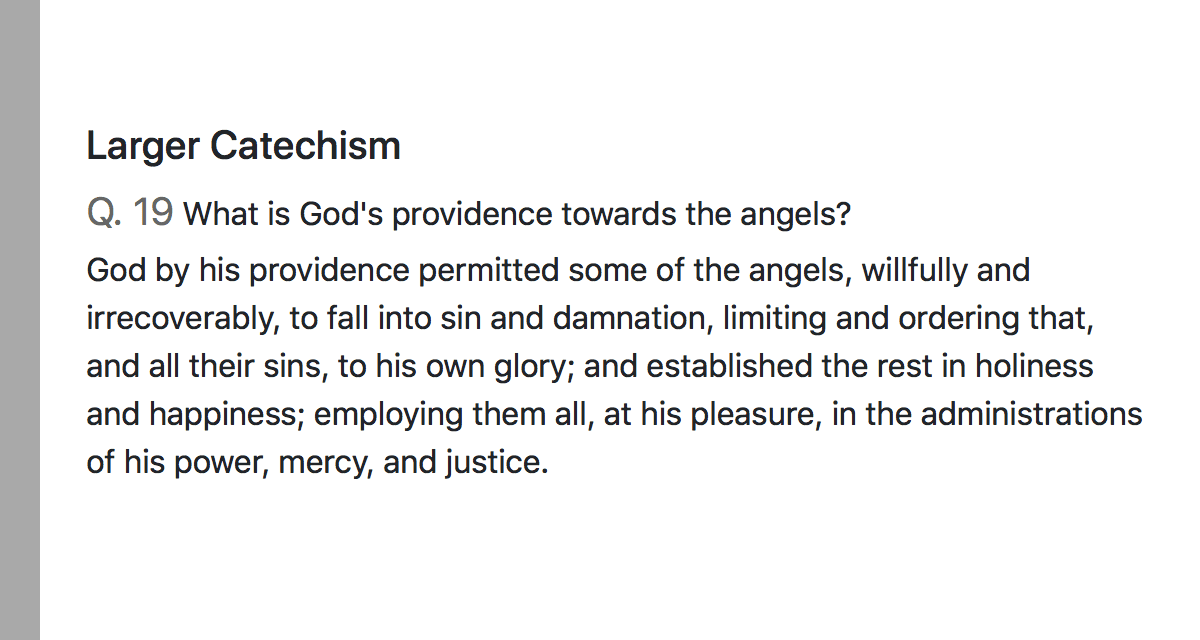 Larger Catechism
Q. 19 What is God's providence towards the angels?
God by his providence permitted some of the angels, willfully and
irrecoverably, to fall into sin and damnation, limiting and ordering that,
and all their sins, to his own glory; and established the rest in holiness
and happiness; employing them all, at his pleasure, in the administrations
of his power, mercy, and justice.